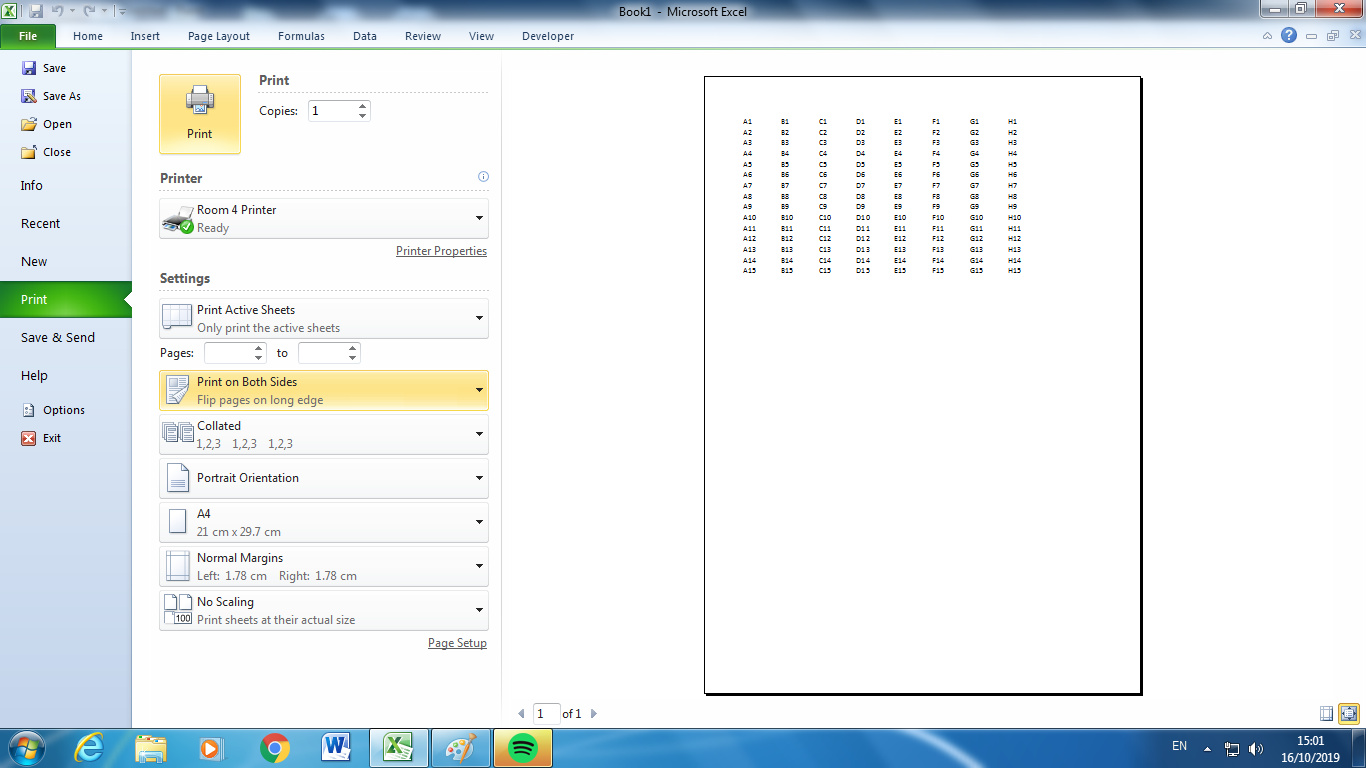 Book1 - Microsoft Excel
File Home Insert Page Layout Formulas Data Review View Developer
Save
Save As
Open
Close
Info
Recent
New
Print
Save & Send
Help
Options
Exit
Print
Print
Copies: 1
Printer
Room 4 Printer
Ready
Printer Properties
Settings
Print Active Sheets
Only print the active sheets
Pages: to
Print on Both Sides
Flip pages on long edge
Collated
1,2,3 1,2,3 1,2,3
Portrait Orientation
A4
21 cm x 29.7 cm
Normal Margins
Left: 1.78 cm Right: 1.78 cm
No Scaling
100
Print sheets at their actual size
Page Setup
A1 B1 C1 D1 E1 F1 G1 H1
A2 B2 C2 D2 E2 F2 G2 H2
A3 B3 C3 D3 E3 F3 G3 H3
A4 B4 C4 D4 E4 F4 G4 H4
A5 B5 C5 D5 E5 F5 G5 H5
A6 B6 C6 D6 E6 F6 G6 H6
A7 B7 C7 D7 E7 F7 G7 H7
A8 B8 C8 D8 E8 F8 G8 H8
A9 B9 C9 D9 E9 F9 G9 H9
A10 B10 C10 D10 E10 F10 G10 H10
A11 B11 C11 D11 E11 F11 G11 H11
A12 B12 C12 D12 E12 F12 G12 H12
A13 B13 C13 D13 E13 F13 G13 H13
A14 B14 C14 D14 E14 F14 G14 H14
A15 B15 C15 D15 E15 F15 G15 H15
1 of 1
EN
15:01
16/10/2019